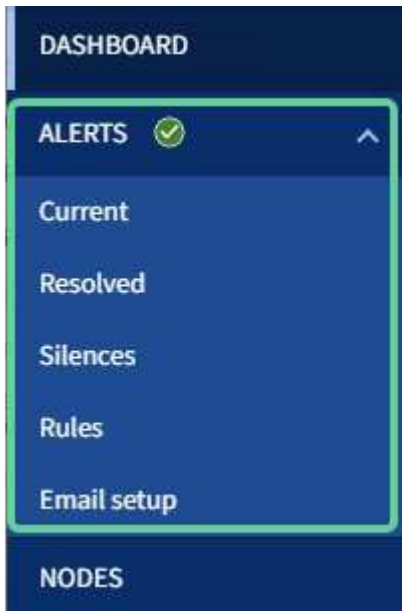 DASHBOARD
ALERTS
Current
Resolved
Silences
Rules
Email setup
NODES